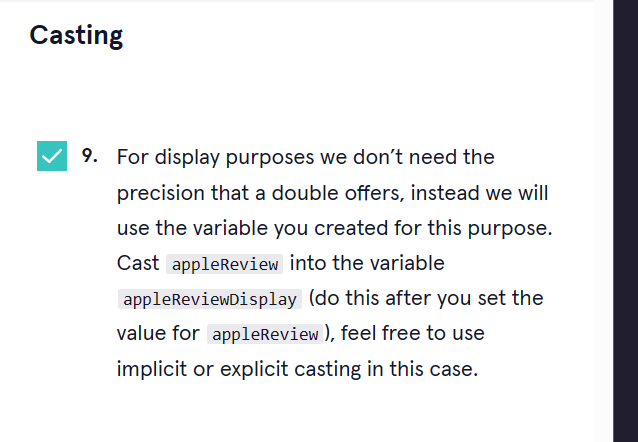 Casting
9. For display purposes we don’t need the
precision that a double offers, instead we will
use the variable you created for this purpose.
Cast appleReview into the variable
appleReviewDisplay (do this after you set the
value for appleReview), feel free to use
implicit or explicit casting in this case.